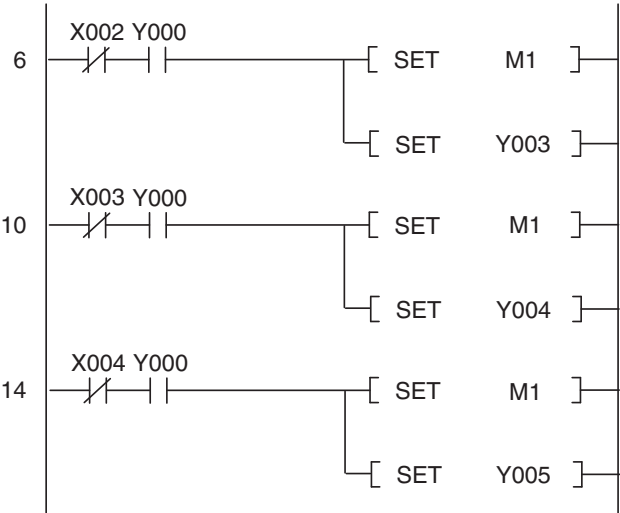 X002 Y000
6 SET M1
SET Y003
X003 Y000
10 SET M1
SET Y004
X004 Y000
14 SET M1
SET Y005